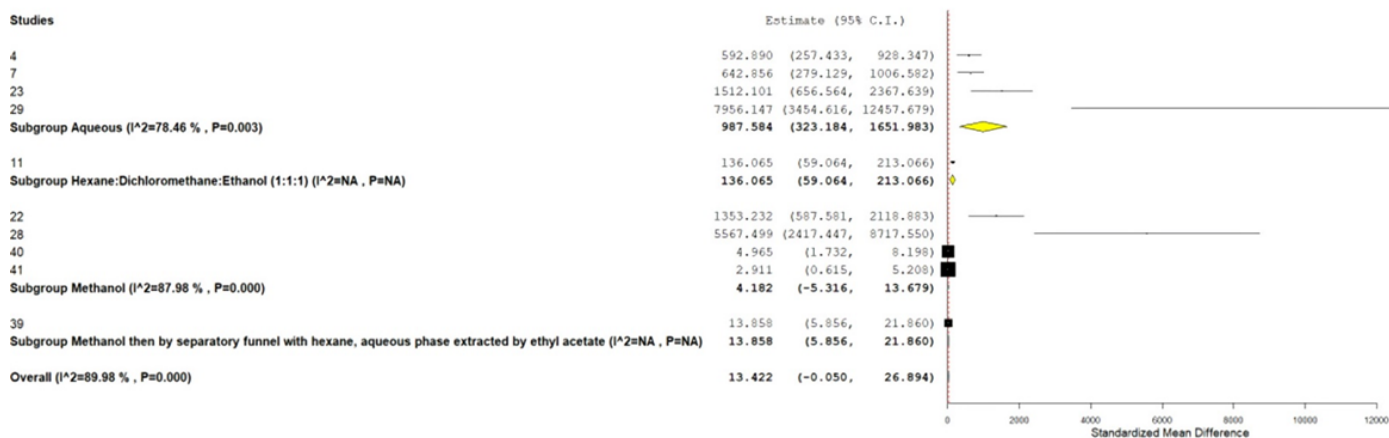 Studies Estimate (95% C.I.)
4 592.890 (257.433, 928.347)
7 642.856 (279.129, 1006.582)
23 1512.101 (656.564, 2367.639)
29 7956.147 (3454.616, 12457.679)
Subgroup Aqueous (I^2=78.46 % , P=0.003) 987.584 (323.184, 1651.983)
11 136.065 (59.064, 213.066)
Subgroup Hexane:Dichloromethane:Ethanol (1:1:1) (I^2=NA , P=NA) 136.065 (59.064, 213.066)
22 1353.232 (587.581, 2118.883)
28 5567.499 (2417.447, 8717.550)
40 4.965 (1.732, 8.198)
41 2.911 (0.615, 5.208)
Subgroup Methanol (I^2=87.98 % , P=0.000) 4.182 (-5.316, 13.679)
39 13.858 (5.856, 21.860)
Subgroup Methanol then by separatory funnel with hexane, aqueous phase extracted by ethyl acetate (I^2=NA , P=NA) 13.858 (5.856, 21.860)
Overall (I^2=89.98 % , P=0.000) 13.422 (-0.050, 26.894)
0 2000 4000 6000 8000 10000 12000
Standardized Mean Difference